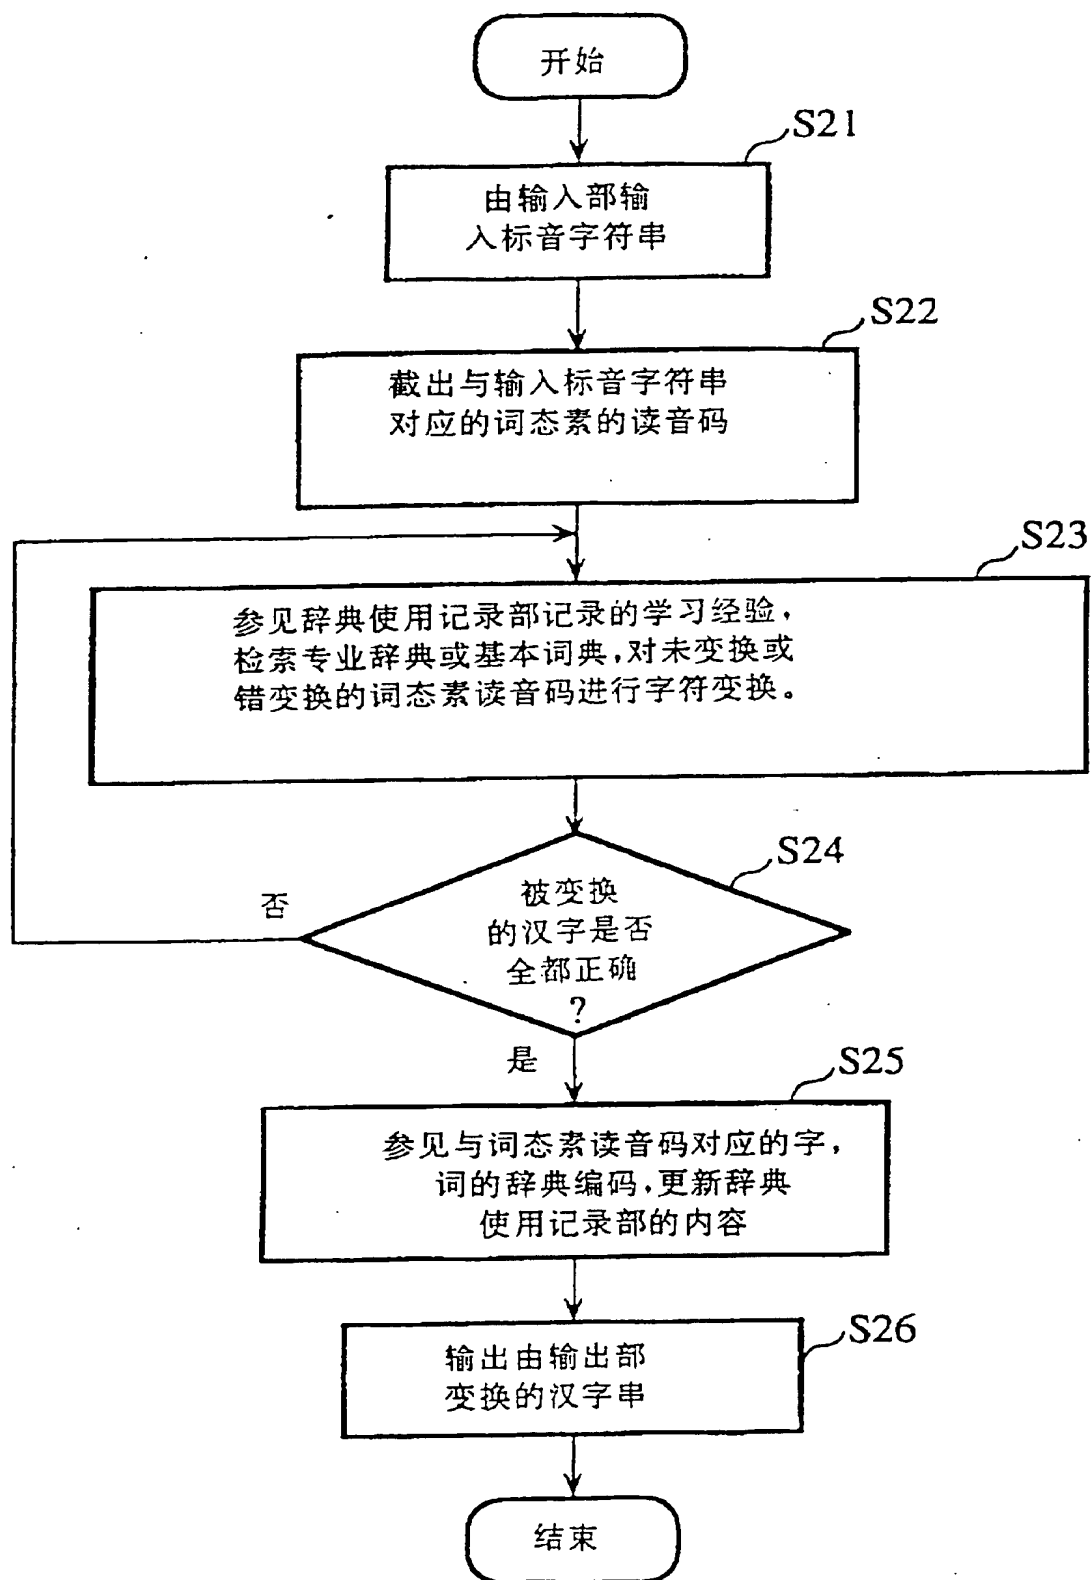 开始
S21
由输入部输
入标音字符串
S22
截出与输入标音字符串
对应的词态素的读音码
S23
参见辞典使用记录部记录的学习经验，
检索专业辞典或基本词典，对未变换或
错变换的词态素读音码进行字符变换。
S24
被变换
的汉字是否
全都正确
？
否
是
S25
参见与词态素读音码对应的字，
词的辞典编码，更新辞典
使用记录部的内容
S26
输出由输出部
变换的汉字串
结束